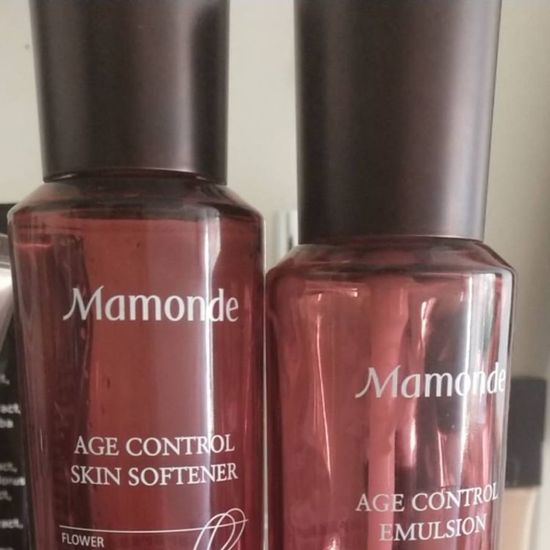 Mamonde
AGE CONTROL
SKIN SOFTENER
FLOWER
Mamonde
AGE CONTROL
EMULSION